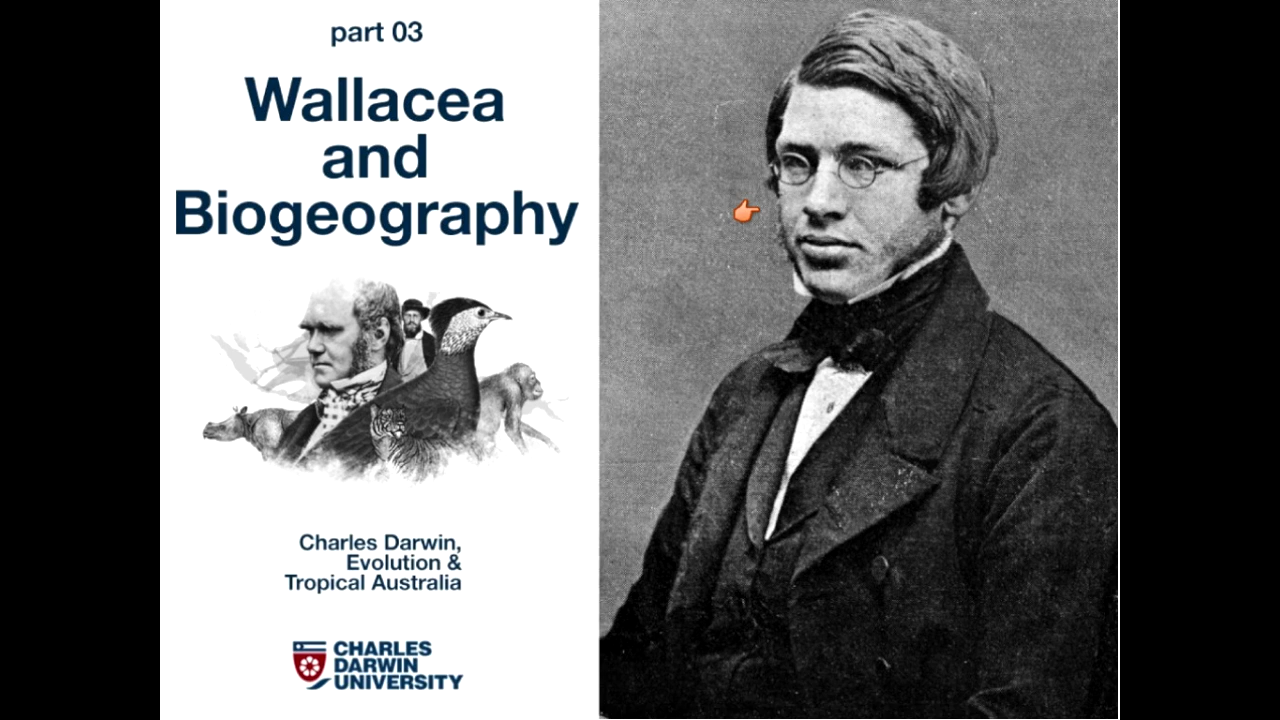 part 03
Wallacea
and
Biogeography
Charles Darwin,
Evolution &
Tropical Australia
CHARLES
DARWIN
UNIVERSITY